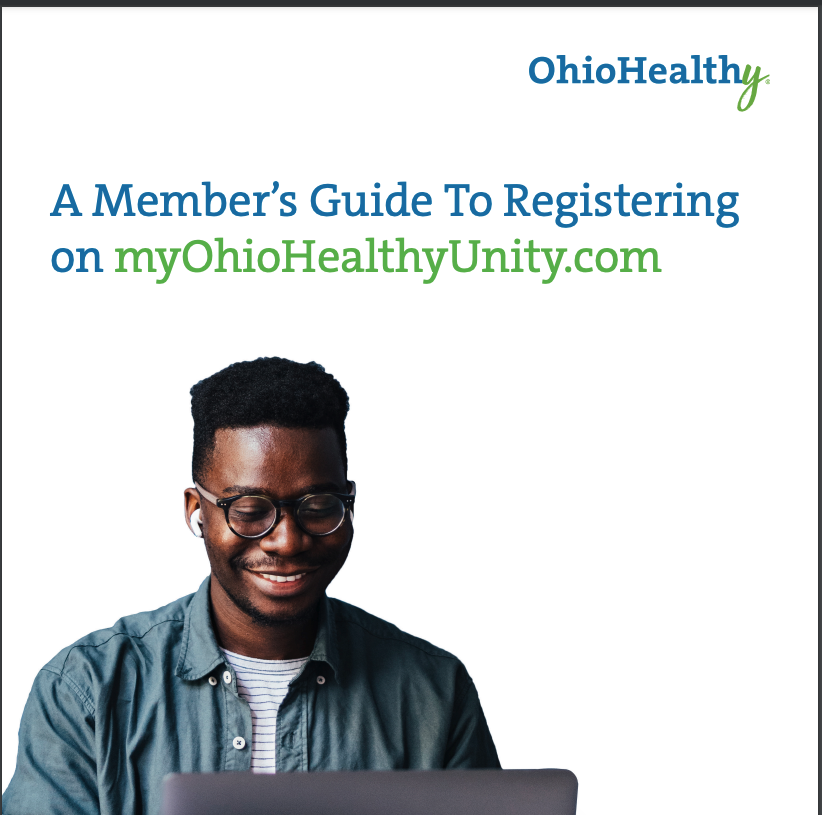 OhioHealthy®
A Member’s Guide To Registering
on myOhioHealthyUnity.com